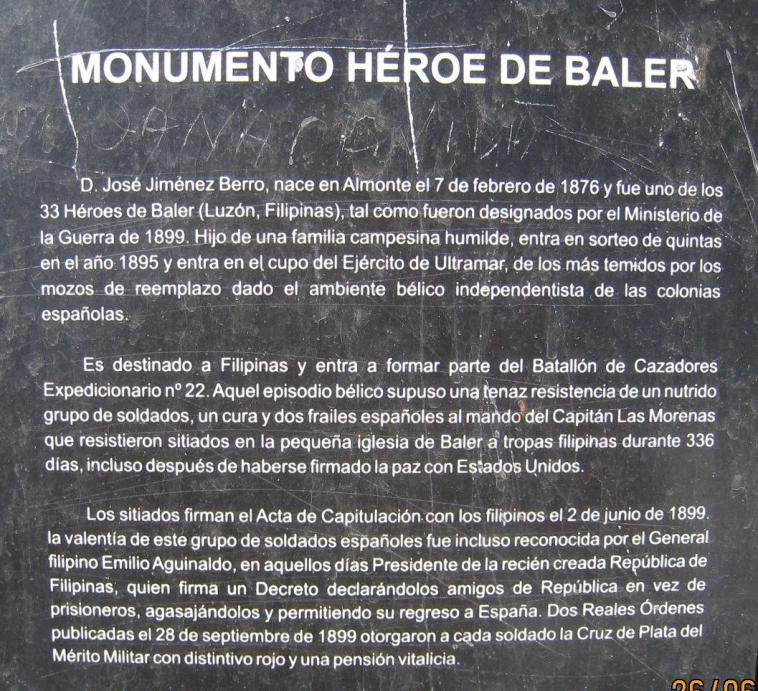 MONUMENTO HÉROE DE BALER
D. José Jiménez Berro, nace en Almonte el 7 de febrero de 1876 y fue uno de los
33 Héroes de Baler (Luzón, Filipinas), tal como fueron designados por el Ministerio de
la Guerra de 1899. Hijo de una familia campesina humilde, entra en sorteo de quintas
en el año 1895 y entra en el cupo del Ejército de Ultramar, de los más temidos por los
mozos de reemplazo dado el ambiente bélico independentista de las colonias
españolas.
Es destinado a Filipinas y entra a formar parte del Batallón de Cazadores
Expedicionario nº 22. Aquel episodio bélico supuso una tenaz resistencia de un nutrido
grupo de soldados, un cura y dos frailes españoles al mando del Capitán Las Morenas
que resistieron sitiados en la pequeña iglesia de Baler a tropas filipinas durante 336
días, incluso después de haberse firmado la paz con Estados Unidos.
Los sitiados firman el Acta de Capitulación con los filipinos el 2 de junio de 1899.
la valentía de este grupo de soldados españoles fue incluso reconocida por el General
filipino Emilio Aguinaldo, en aquellos días Presidente de la recién creada República de
Filipinas, quien firma un Decreto declarándolos amigos de República en vez de
prisioneros, agasajándolos y permitiendo su regreso a España. Dos Reales Órdenes
publicadas el 28 de septiembre de 1899 otorgaron a cada soldado la Cruz de Plata del
Mérito Militar con distintivo rojo y una pensión vitalicia.
26/06